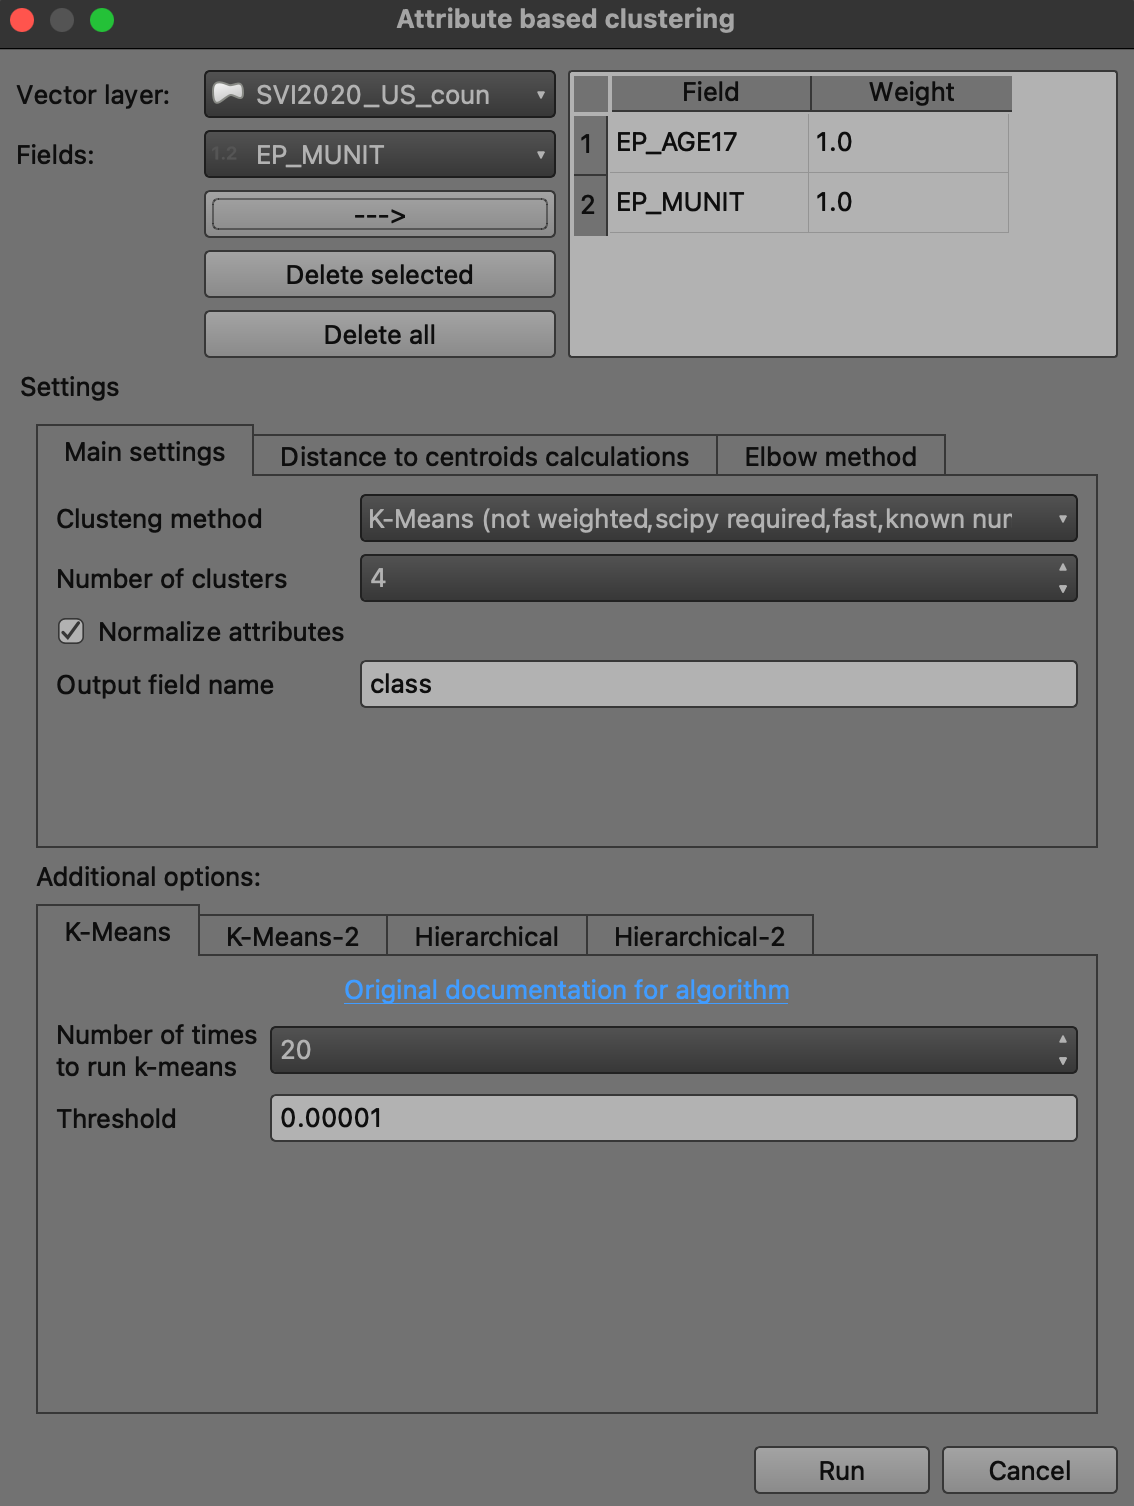 Attribute based clustering
Vector layer:
SVI2020_US_coun
Fields:
1.2 EP_MUNIT
--->
Delete selected
Delete all
Field Weight
1 EP_AGE17 1.0
2 EP_MUNIT 1.0
Settings
Main settings Distance to centroids calculations Elbow method
Clusteng method K-Means (not weighted,scipy required,fast,known nur
Number of clusters 4
Normalize attributes
Output field name class
Additional options:
K-Means K-Means-2 Hierarchical Hierarchical-2
Original documentation for algorithm
Number of times
to run k-means
20
Threshold 0.00001
Run Cancel